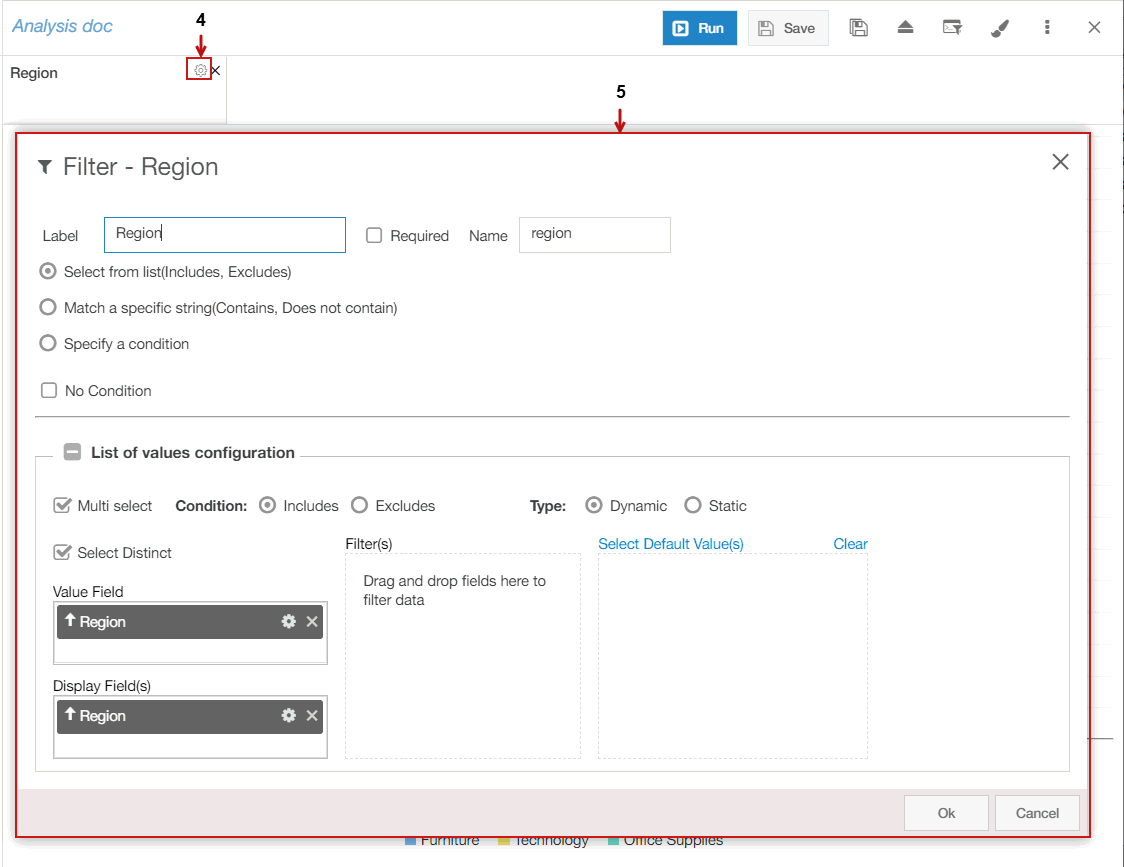 Analysis doc
4
Run
Save
Region
5
Filter - Region
Label
Region
Required
Name
region
Select from list(Includes, Excludes)
Match a specific string(Contains, Does not contain)
Specify a condition
No Condition
List of values configuration
Multi select
Condition:
Includes
Excludes
Type:
Dynamic
Static
Select Distinct
Filter(s)
Select Default Value(s)
Clear
Drag and drop fields here to
filter data
Value Field
Region
Display Field(s)
Region
Ok
Cancel
Furniture
Technology
Office Supplies